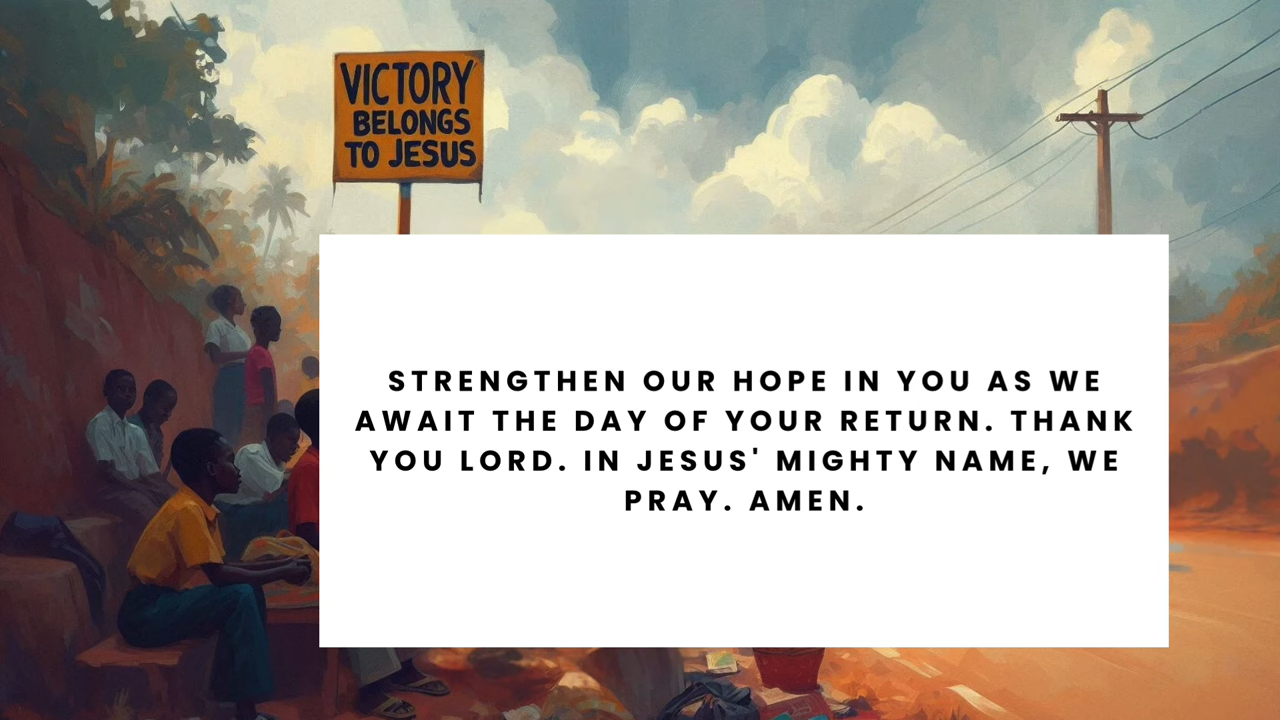 VICTORY
BELONGS
TO JESUS
STRENGTHEN OUR HOPE IN YOU AS WE
AWAIT THE DAY OF YOUR RETURN. THANK
YOU LORD. IN JESUS' MIGHTY NAME, WE
PRAY. AMEN.